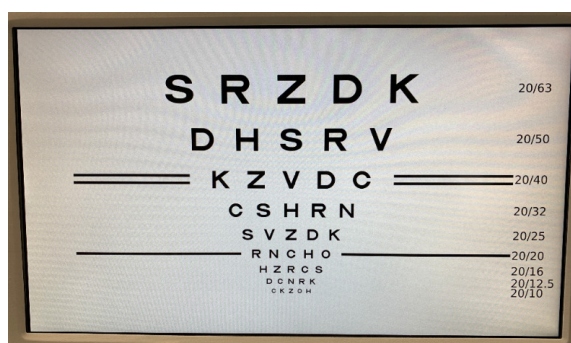 S R Z D K 20/63
D H S R V 20/50
K Z V D C 20/40
C S H R N 20/32
S V Z D K 20/25
R N C H O 20/20
H Z R C S 20/16
D C N R K 20/12.5
C K Z O H 20/10